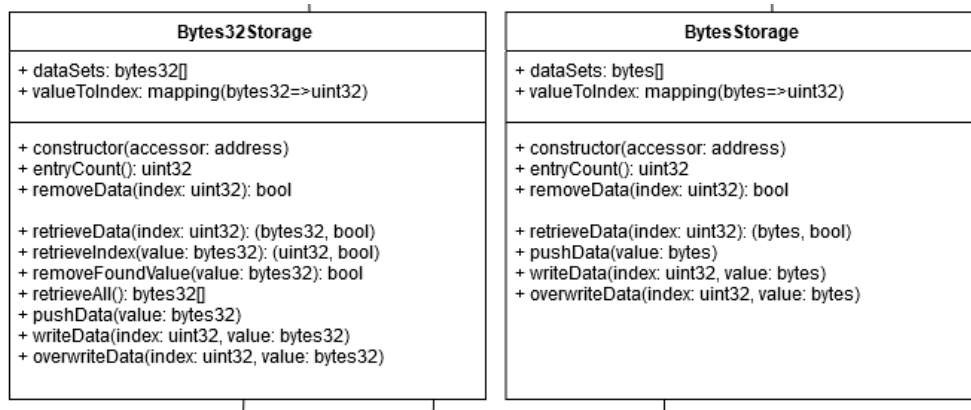 Bytes32Storage
+ dataSets: bytes32[]
+ valueToIndex: mapping(bytes32=>uint32)
+ constructor(accessor: address)
+ entryCount(): uint32
+ removeData(index: uint32): bool
+ retrieveData(index: uint32): (bytes32, bool)
+ retrieveIndex(value: bytes32): (uint32, bool)
+ removeFoundValue(value: bytes32): bool
+ retrieveAll(): bytes32[]
+ pushData(value: bytes32)
+ writeData(index: uint32, value: bytes32)
+ overwriteData(index: uint32, value: bytes32)
BytesStorage
+ dataSets: bytes[]
+ valueToIndex: mapping(bytes=>uint32)
+ constructor(accessor: address)
+ entryCount(): uint32
+ removeData(index: uint32): bool
+ retrieveData(index: uint32): (bytes, bool)
+ pushData(value: bytes)
+ writeData(index: uint32, value: bytes)
+ overwriteData(index: uint32, value: bytes)